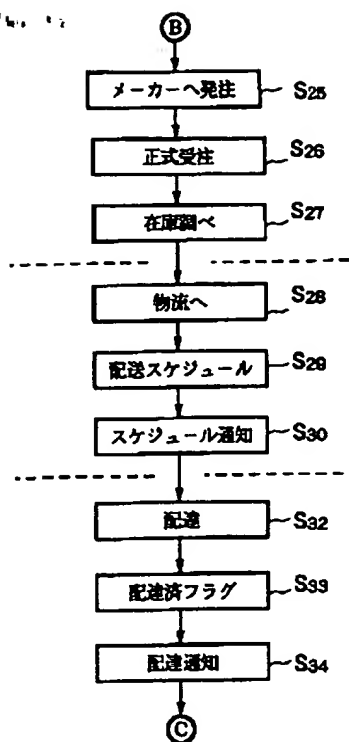 B
メーカーへ発注 S25
正式受注 S26
在庫調べ S27
物流へ S28
配送スケジュール S29
スケジュール通知 S30
配達 S32
配達済フラグ S33
配達通知 S34
C